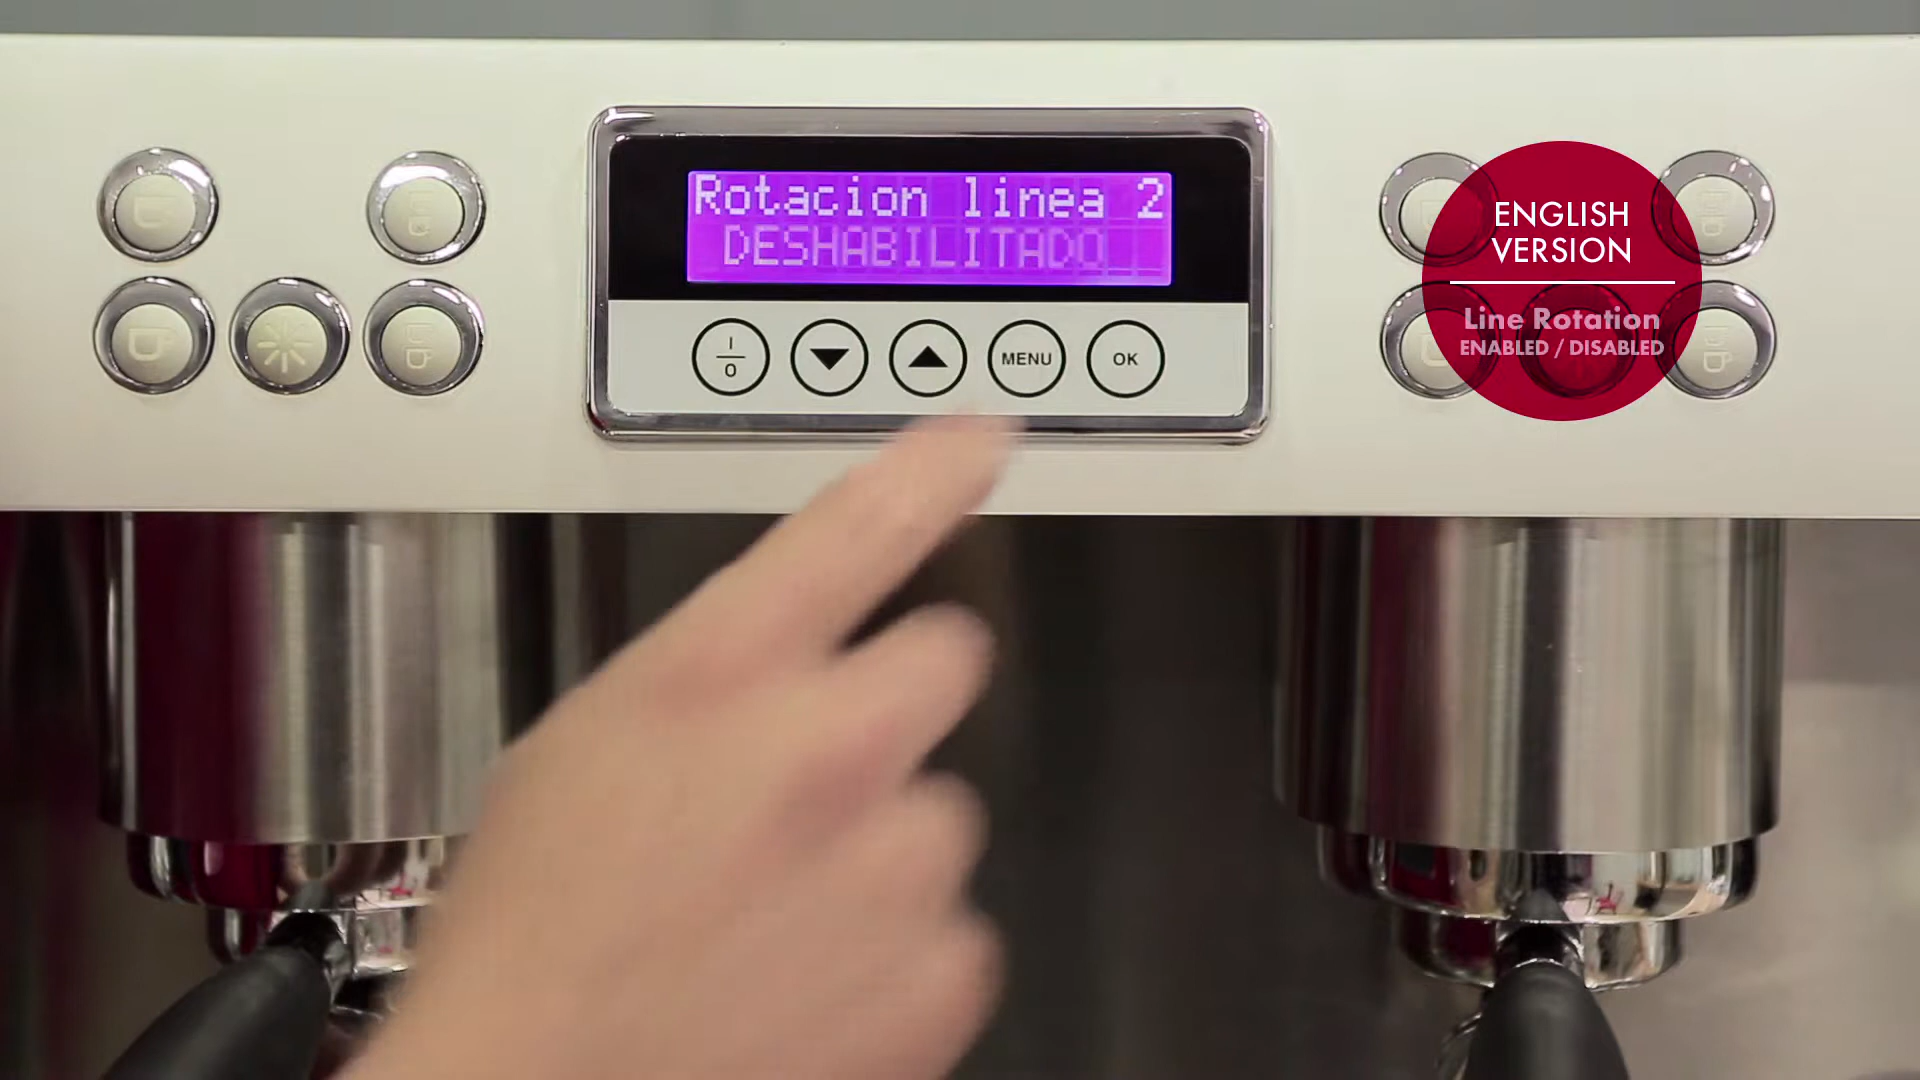 Rotacion linea 2
DESHABILITADO
I
0
MENU
OK
ENGLISH
VERSION
Line Rotation
ENABLED / DISABLED